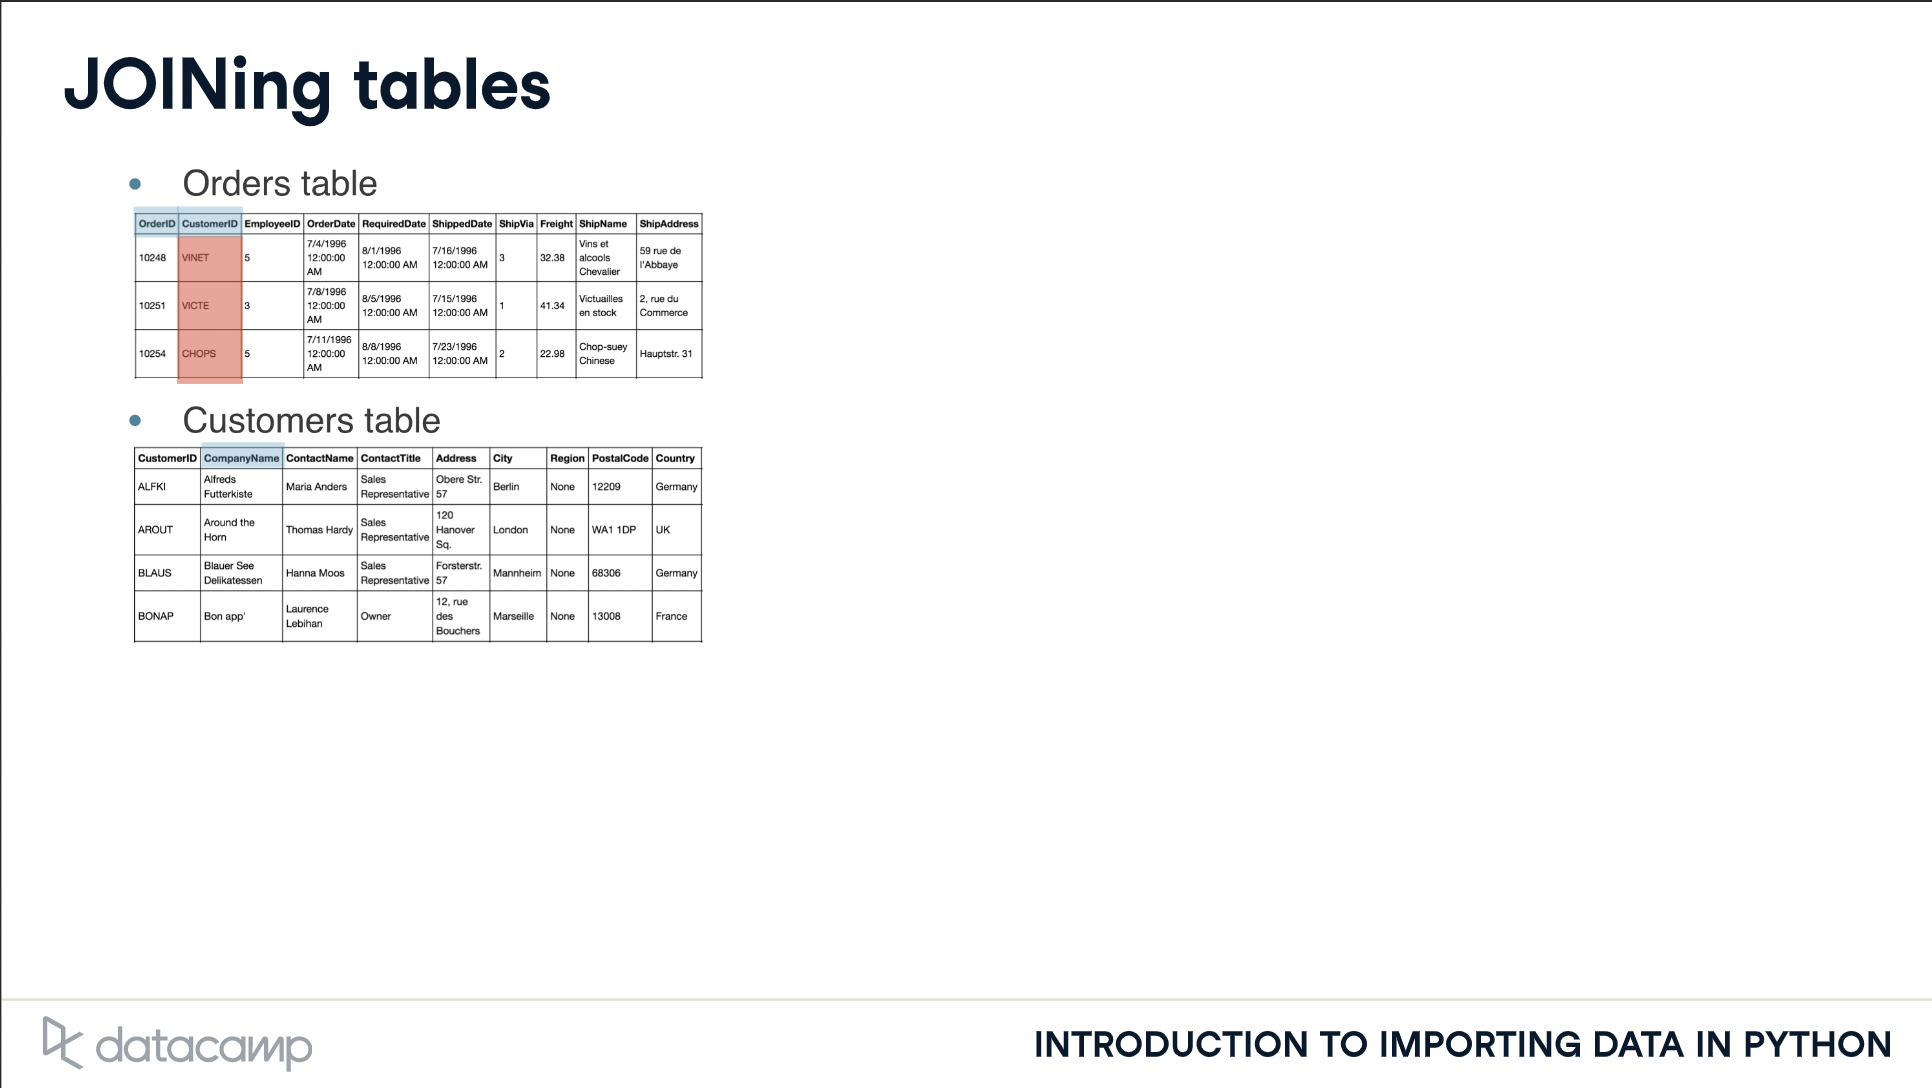 JOINing tables
• Orders table
OrderID CustomerID EmployeeID OrderDate RequiredDate ShippedDate ShipVia Freight ShipName ShipAddress
10248 VINET 5 7/4/1996 12:00:00 AM 8/1/1996 12:00:00 AM 7/16/1996 12:00:00 AM 3 32.38 Vins et alcools Chevalier 59 rue de l'Abbaye
10251 VICTE 3 7/8/1996 12:00:00 AM 8/5/1996 12:00:00 AM 7/15/1996 12:00:00 AM 1 41.34 Victuailles en stock 2, rue du Commerce
10254 CHOPS 5 7/11/1996 12:00:00 AM 8/8/1996 12:00:00 AM 7/23/1996 12:00:00 AM 2 22.98 Chop-suey Chinese Hauptstr. 31
• Customers table
CustomerID CompanyName ContactName ContactTitle Address City Region PostalCode Country
ALFKI Alfreds Futterkiste Maria Anders Sales Representative Obere Str. 57 Berlin None 12209 Germany
AROUT Around the Horn Thomas Hardy Sales Representative 120 Hanover Sq. London None WA1 1DP UK
BLAUS Blauer See Delikatessen Hanna Moos Sales Representative Forsterstr. 57 Mannheim None 68306 Germany
BONAP Bon app' Laurence Lebihan Owner 12, rue des Bouchers Marseille None 13008 France
datacamp
INTRODUCTION TO IMPORTING DATA IN PYTHON